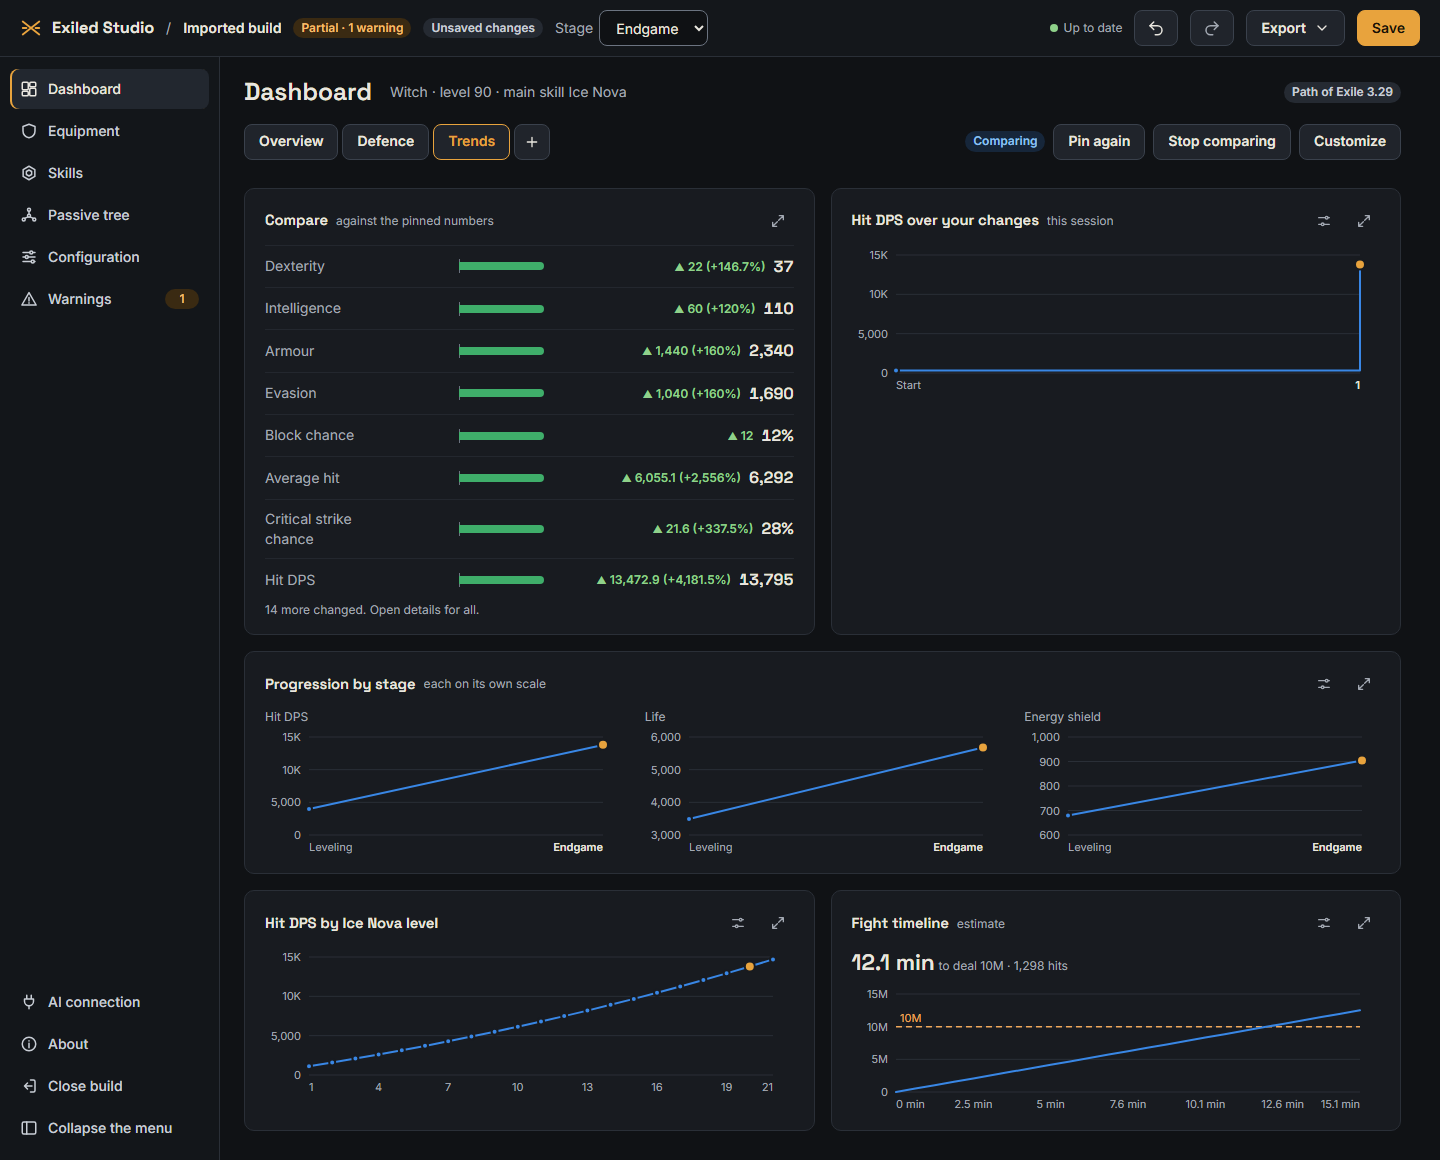 Exiled Studio / Imported build Partial · 1 warning Unsaved changes Stage Endgame Up to date Export Save
Dashboard
Equipment
Skills
Passive tree
Configuration
Warnings 1
AI connection
About
Close build
Collapse the menu
Dashboard Witch · level 90 · main skill Ice Nova Path of Exile 3.29
Overview Defence Trends + Comparing Pin again Stop comparing Customize
Compare against the pinned numbers
Dexterity ▲ 22 (+146.7%) 37
Intelligence ▲ 60 (+120%) 110
Armour ▲ 1,440 (+160%) 2,340
Evasion ▲ 1,040 (+160%) 1,690
Block chance ▲ 12 12%
Average hit ▲ 6,055.1 (+2,556%) 6,292
Critical strike
chance ▲ 21.6 (+337.5%) 28%
Hit DPS ▲ 13,472.9 (+4,181.5%) 13,795
14 more changed. Open details for all.
Hit DPS over your changes this session
15K
10K
5,000
0
Start 1
Progression by stage each on its own scale
Hit DPS
15K
10K
5,000
0
Leveling Endgame
Life
6,000
5,000
4,000
3,000
Leveling Endgame
Energy shield
1,000
900
800
700
600
Leveling Endgame
Hit DPS by Ice Nova level
15K
10K
5,000
0
1 4 7 10 13 16 19 21
Fight timeline estimate
12.1 min to deal 10M · 1,298 hits
15M
10M
10M
5M
0
0 min 2.5 min 5 min 7.6 min 10.1 min 12.6 min 15.1 min